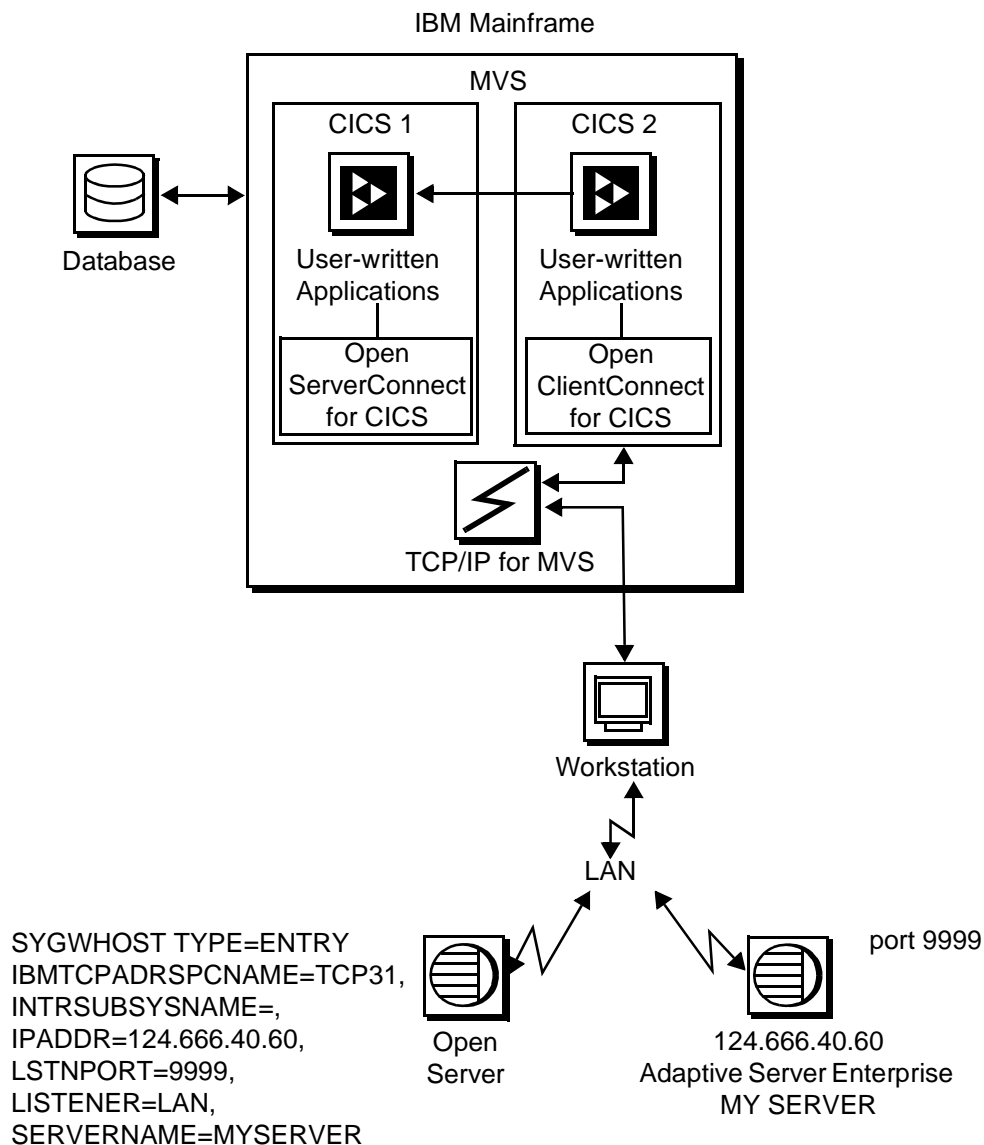 IBM Mainframe
MVS
CICS 1
CICS 2
Database
User-written
Applications
User-written
Applications
Open
ServerConnect
for CICS
Open
ClientConnect
for CICS
TCP/IP for MVS
Workstation
LAN
SYGWHOST TYPE=ENTRY
IBMTCPADRSPCNAME=TCP31,
INTRSUBSYSNAME=,
IPADDR=124.666.40.60,
LSTNPORT=9999,
LISTENER=LAN,
SERVERNAME=MYSERVER
Open
Server
port 9999
124.666.40.60
Adaptive Server Enterprise
MY SERVER